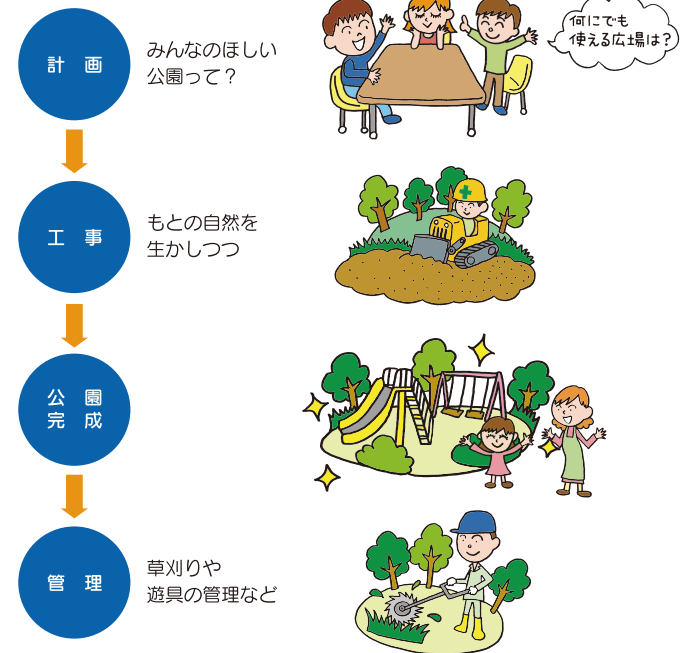 計画
みんなのほしい
公園って？
何にでも
使える広場は？
工事
もとの自然を
生かしつつ
公園
完成
管理
草刈りや
遊具の管理など